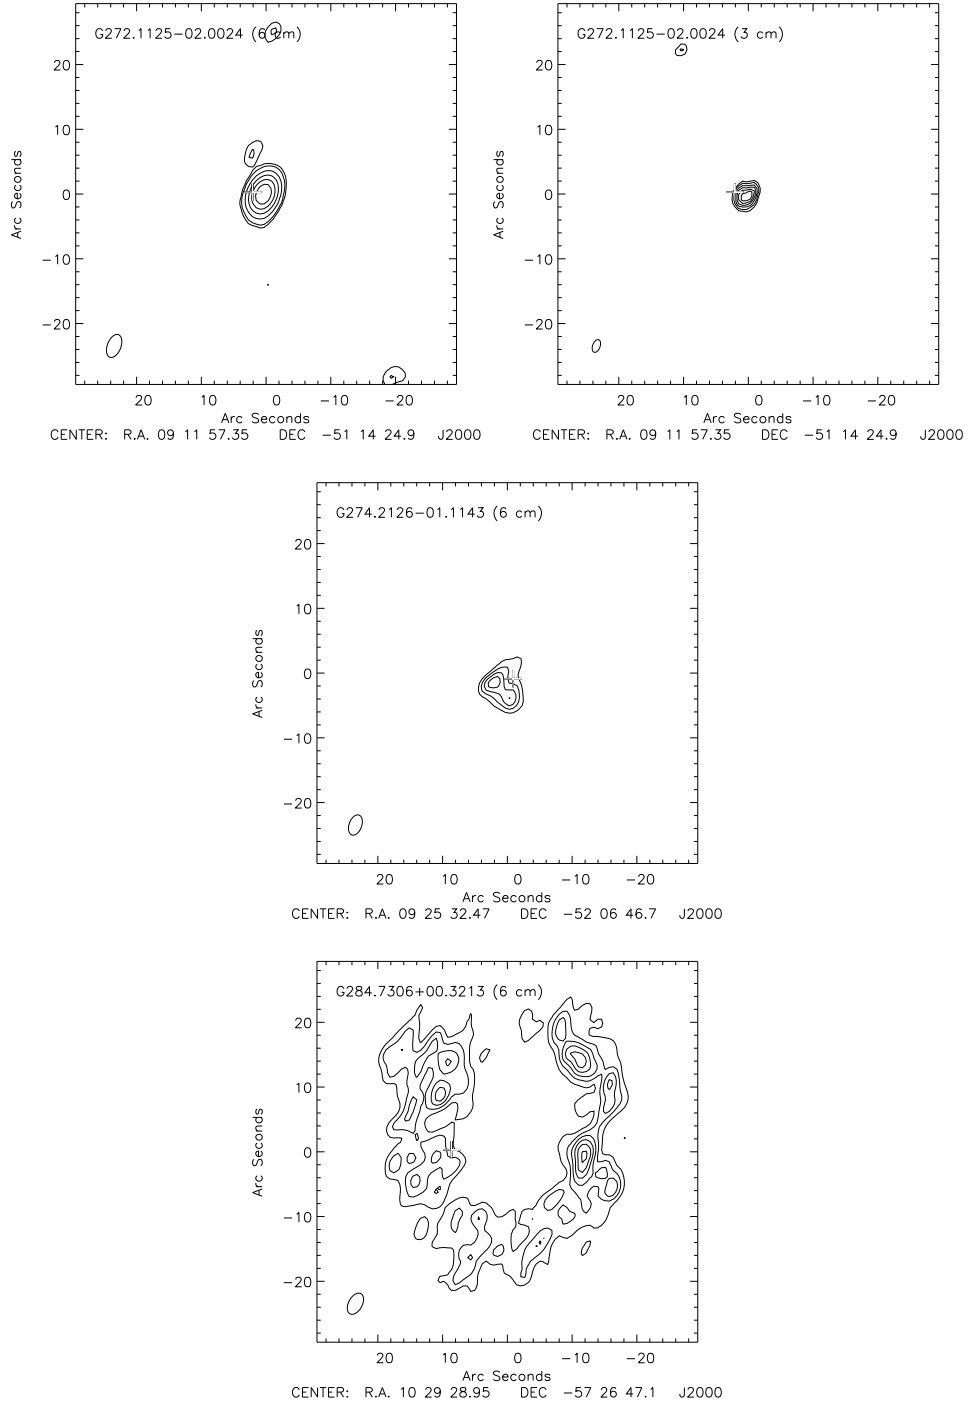 G272.1125−02.0024 (6 cm)
20
10
0
−10
−20
Arc Seconds
20 10 0 −10 −20
Arc Seconds
CENTER: R.A. 09 11 57.35 DEC −51 14 24.9 J2000
G272.1125−02.0024 (3 cm)
20
10
0
−10
−20
Arc Seconds
20 10 0 −10 −20
Arc Seconds
CENTER: R.A. 09 11 57.35 DEC −51 14 24.9 J2000
G274.2126−01.1143 (6 cm)
20
10
0
−10
−20
Arc Seconds
20 10 0 −10 −20
Arc Seconds
CENTER: R.A. 09 25 32.47 DEC −52 06 46.7 J2000
G284.7306+00.3213 (6 cm)
20
10
0
−10
−20
Arc Seconds
20 10 0 −10 −20
Arc Seconds
CENTER: R.A. 10 29 28.95 DEC −57 26 47.1 J2000